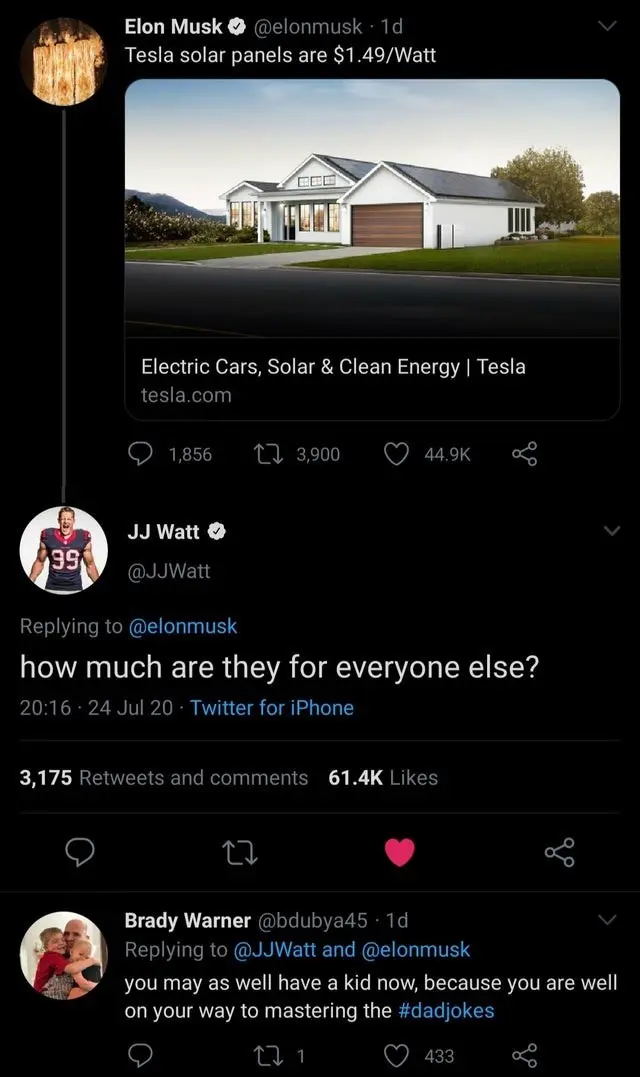 Elon Musk @elonmusk · 1d
Tesla solar panels are $1.49/Watt
Electric Cars, Solar & Clean Energy | Tesla
tesla.com
1,856 3,900 44.9K
JJ Watt
@JJWatt
99
Replying to @elonmusk
how much are they for everyone else?
20:16 · 24 Jul 20 · Twitter for iPhone
3,175 Retweets and comments 61.4K Likes
Brady Warner @bdubya45 · 1d
Replying to @JJWatt and @elonmusk
you may as well have a kid now, because you are well
on your way to mastering the #dadjokes
1 433